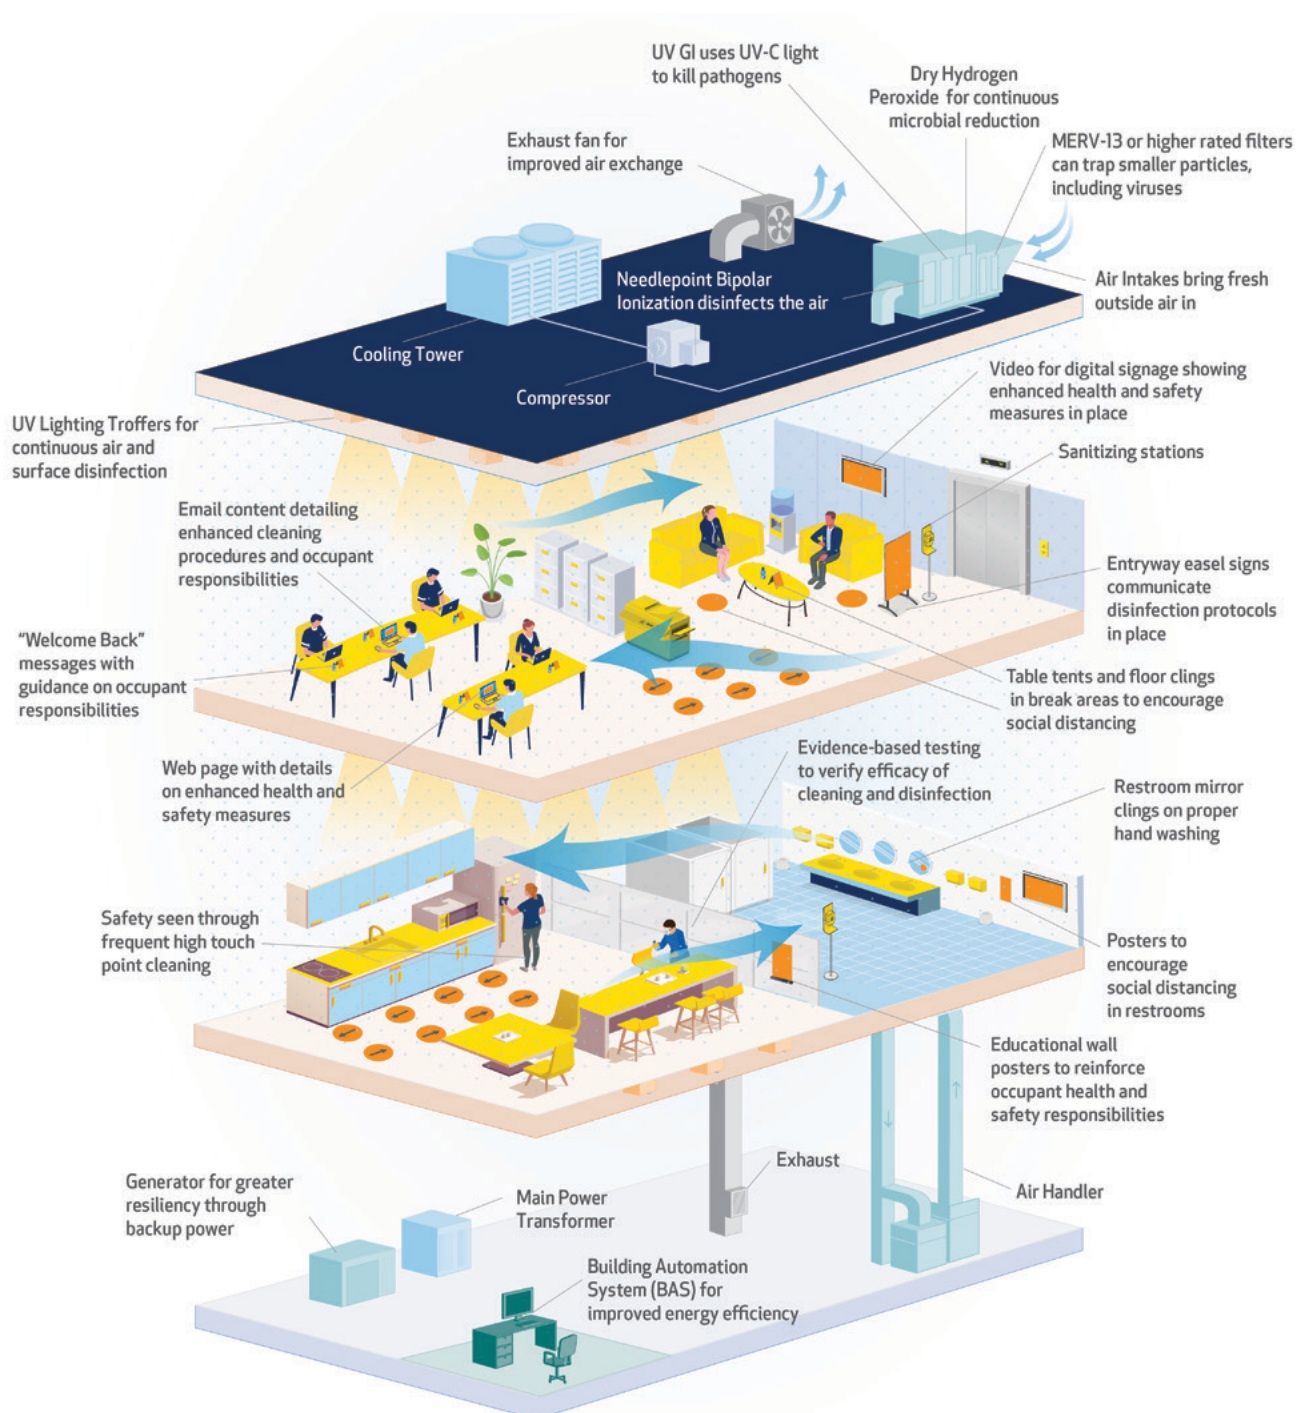 UV GI uses UV-C light
to kill pathogens
Dry Hydrogen
Peroxide for continuous
microbial reduction
MERV-13 or higher rated filters
can trap smaller particles,
including viruses
Exhaust fan for
improved air exchange
Needlepoint Bipolar
Ionization disinfects the air
Air Intakes bring fresh
outside air in
Cooling Tower
Compressor
Video for digital signage showing
enhanced health and safety
measures in place
UV Lighting Troffers for
continuous air and
surface disinfection
Sanitizing stations
Email content detailing
enhanced cleaning
procedures and occupant
responsibilities
Entryway easel signs
communicate
disinfection protocols
in place
“Welcome Back”
messages with
guidance on occupant
responsibilities
Table tents and floor clings
in break areas to encourage
social distancing
Web page with details
on enhanced health and
safety measures
Evidence-based testing
to verify efficacy of
cleaning and disinfection
Restroom mirror
clings on proper
hand washing
Safety seen through
frequent high touch
point cleaning
Posters to
encourage
social distancing
in restrooms
Educational wall
posters to reinforce
occupant health and
safety responsibilities
Exhaust
Air Handler
Generator for greater
resiliency through
backup power
Main Power
Transformer
Building Automation
System (BAS) for
improved energy efficiency